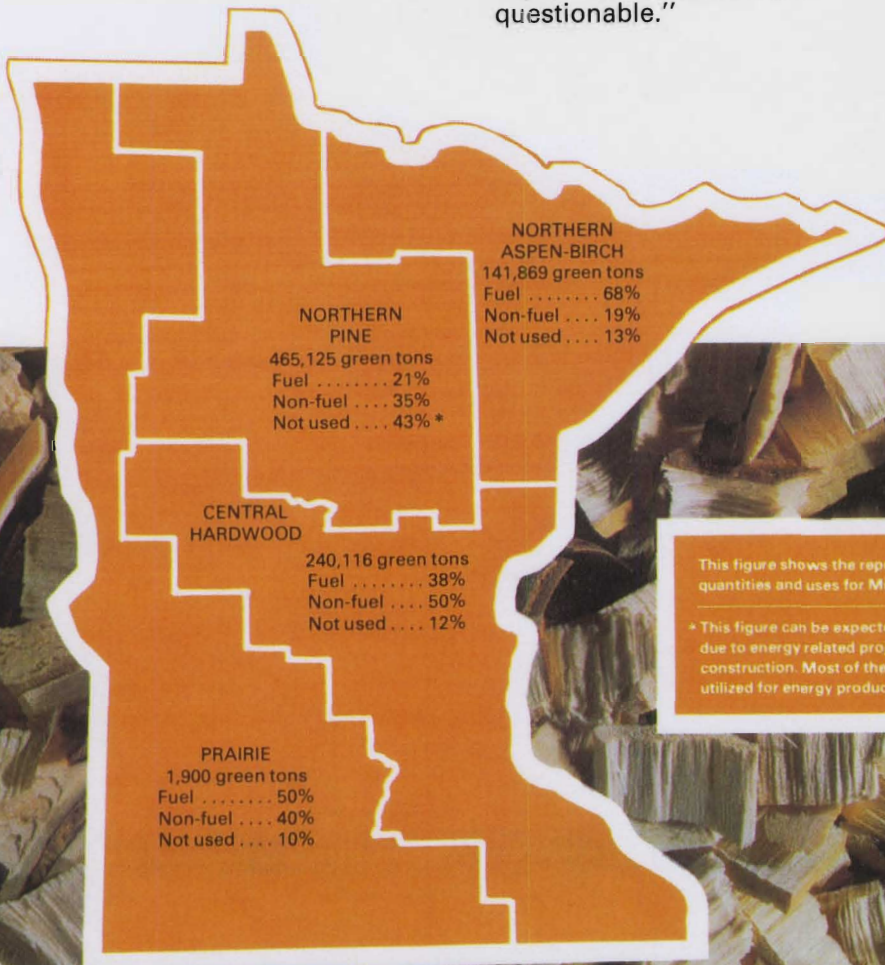 questionable."
NORTHERN
ASPEN-BIRCH
141,869 green tons
Fuel ........ 68%
Non-fuel .... 19%
Not used .... 13%
NORTHERN
PINE
465,125 green tons
Fuel ........ 21%
Non-fuel .... 35%
Not used .... 43% *
CENTRAL
HARDWOOD
240,116 green tons
Fuel ........ 38%
Non-fuel .... 50%
Not used .... 12%
This figure shows the
quantities and uses for
* This figure can be
due to energy related
construction. Most of the
utilized for energy
PRAIRIE
1,900 green tons
Fuel ........ 50%
Non-fuel .... 40%
Not used .... 10%